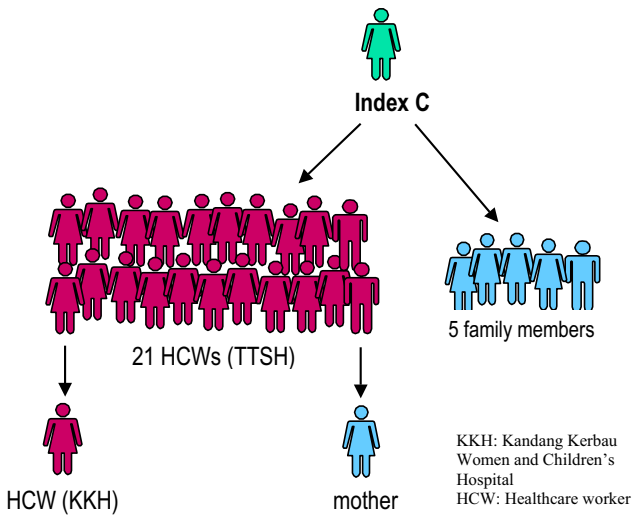 Index C
21 HCWs (TTSH)
5 family members
HCW (KKH)
mother
KKH: Kandang Kerbau
Women and Children's
Hospital
HCW: Healthcare worker